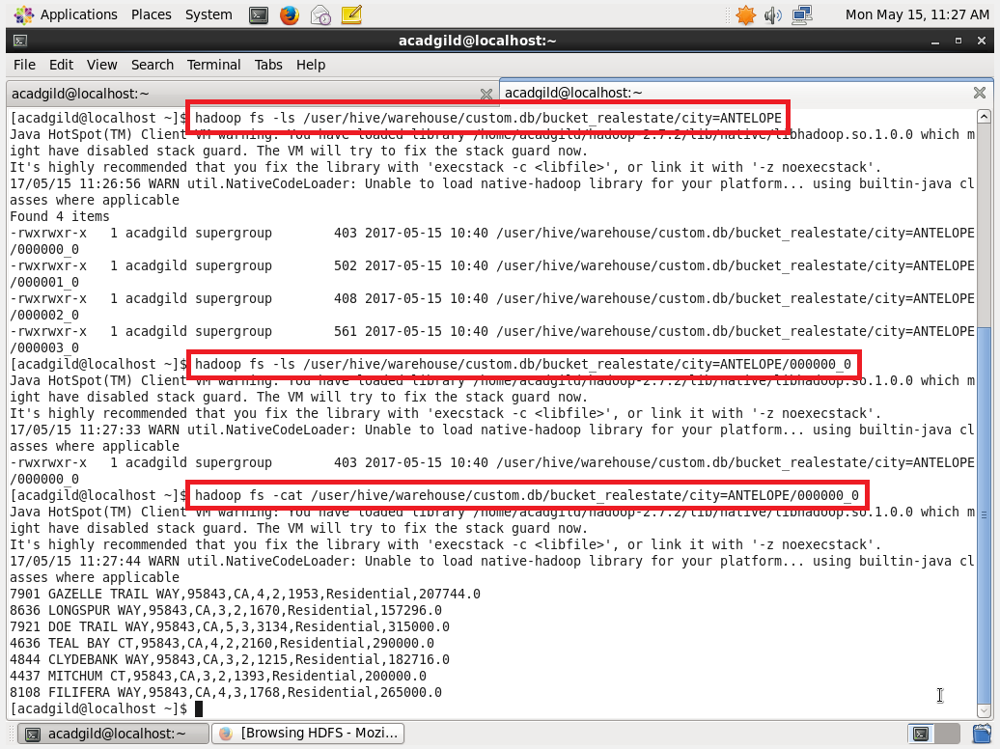 Applications Places System
Mon May 15, 11:27 AM
acadgild@localhost:~
File Edit View Search Terminal Tabs Help
acadgild@localhost:~
acadgild@localhost:~
[acadgild@localhost ~]$ hadoop fs -ls /user/hive/warehouse/custom.db/bucket_realestate/city=ANTELOPE
Java HotSpot(TM) Client VM warning: You have loaded library /home/acadgild/hadoop-2.7.2/lib/native/libhadoop.so.1.0.0 which m
ight have disabled stack guard. The VM will try to fix the stack guard now.
It's highly recommended that you fix the library with 'execstack -c <libfile>', or link it with '-z noexecstack'.
17/05/15 11:26:56 WARN util.NativeCodeLoader: Unable to load native-hadoop library for your platform... using builtin-java cl
asses where applicable
Found 4 items
-rwxrwxr-x   1 acadgild supergroup        403 2017-05-15 10:40 /user/hive/warehouse/custom.db/bucket_realestate/city=ANTELOPE
/000000_0
-rwxrwxr-x   1 acadgild supergroup        502 2017-05-15 10:40 /user/hive/warehouse/custom.db/bucket_realestate/city=ANTELOPE
/000001_0
-rwxrwxr-x   1 acadgild supergroup        408 2017-05-15 10:40 /user/hive/warehouse/custom.db/bucket_realestate/city=ANTELOPE
/000002_0
-rwxrwxr-x   1 acadgild supergroup        561 2017-05-15 10:40 /user/hive/warehouse/custom.db/bucket_realestate/city=ANTELOPE
/000003_0
[acadgild@localhost ~]$ hadoop fs -ls /user/hive/warehouse/custom.db/bucket_realestate/city=ANTELOPE/000000_0
Java HotSpot(TM) Client VM warning: You have loaded library /home/acadgild/hadoop-2.7.2/lib/native/libhadoop.so.1.0.0 which m
ight have disabled stack guard. The VM will try to fix the stack guard now.
It's highly recommended that you fix the library with 'execstack -c <libfile>', or link it with '-z noexecstack'.
17/05/15 11:27:33 WARN util.NativeCodeLoader: Unable to load native-hadoop library for your platform... using builtin-java cl
asses where applicable
-rwxrwxr-x   1 acadgild supergroup        403 2017-05-15 10:40 /user/hive/warehouse/custom.db/bucket_realestate/city=ANTELOPE
/000000_0
[acadgild@localhost ~]$ hadoop fs -cat /user/hive/warehouse/custom.db/bucket_realestate/city=ANTELOPE/000000_0
Java HotSpot(TM) Client VM warning: You have loaded library /home/acadgild/hadoop-2.7.2/lib/native/libhadoop.so.1.0.0 which m
ight have disabled stack guard. The VM will try to fix the stack guard now.
It's highly recommended that you fix the library with 'execstack -c <libfile>', or link it with '-z noexecstack'.
17/05/15 11:27:44 WARN util.NativeCodeLoader: Unable to load native-hadoop library for your platform... using builtin-java cl
asses where applicable
7901 GAZELLE TRAIL WAY,95843,CA,4,2,1953,Residential,207744.0
8636 LONGSPUR WAY,95843,CA,3,2,1670,Residential,157296.0
7921 DOE TRAIL WAY,95843,CA,5,3,3134,Residential,315000.0
4636 TEAL BAY CT,95843,CA,4,2,2160,Residential,290000.0
4844 CLYDEBANK WAY,95843,CA,3,2,1215,Residential,182716.0
4437 MITCHUM CT,95843,CA,3,2,1393,Residential,200000.0
8108 FILIFERA WAY,95843,CA,4,3,1768,Residential,265000.0
[acadgild@localhost ~]$
acadgild@localhost:~
[Browsing HDFS - Mozi...